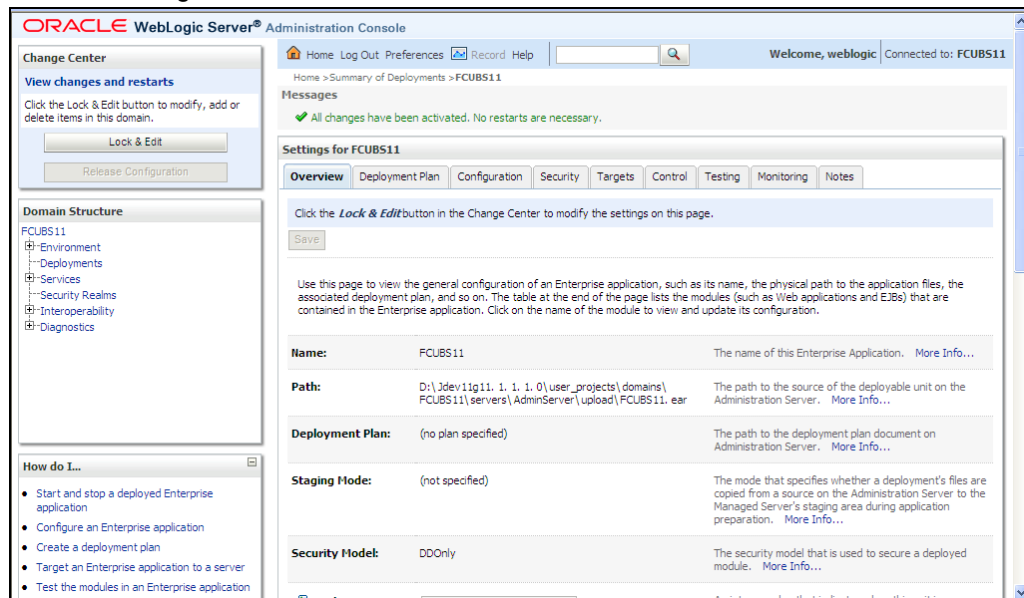 ORACLE WebLogic Server® Administration Console
Change Center
View changes and restarts
Click the Lock & Edit button to modify, add or
delete items in this domain.
Lock & Edit
Release Configuration
Domain Structure
FCUBS11
Environment
Deployments
Services
Security Realms
Interoperability
Diagnostics
How do I...
Start and stop a deployed Enterprise
application
Configure an Enterprise application
Create a deployment plan
Target an Enterprise application to a server
Test the modules in an Enterprise application
Home Log Out Preferences Record Help
Welcome, weblogic Connected to: FCUBS11
Home >Summary of Deployments >FCUBS11
Messages
All changes have been activated. No restarts are necessary.
Settings for FCUBS11
Overview Deployment Plan Configuration Security Targets Control Testing Monitoring Notes
Click the Lock & Edit button in the Change Center to modify the settings on this page.
Save
Use this page to view the general configuration of an Enterprise application, such as its name, the physical path to the application files, the
associated deployment plan, and so on. The table at the end of the page lists the modules (such as Web applications and EJBs) that are
contained in the Enterprise application. Click on the name of the module to view and update its configuration.
Name: FCUBS11 The name of this Enterprise Application. More Info...
Path: D:\Jdev11g11. 1. 1. 1. 0\user_projects\domains\ The path to the source of the deployable unit on the
FCUBS11\servers\AdminServer\upload\FCUBS11. ear Administration Server. More Info...
Deployment Plan: (no plan specified) The path to the deployment plan document on
Administration Server. More Info...
Staging Mode: (not specified) The mode that specifies whether a deployment's files are
copied from a source on the Administration Server to the
Managed Server's staging area during application
preparation. More Info...
Security Model: DDOnly The security model that is used to secure a deployed
module. More Info...